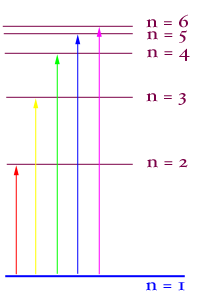 n = 6
n = 5
n = 4
n = 3
n = 2
n = 1